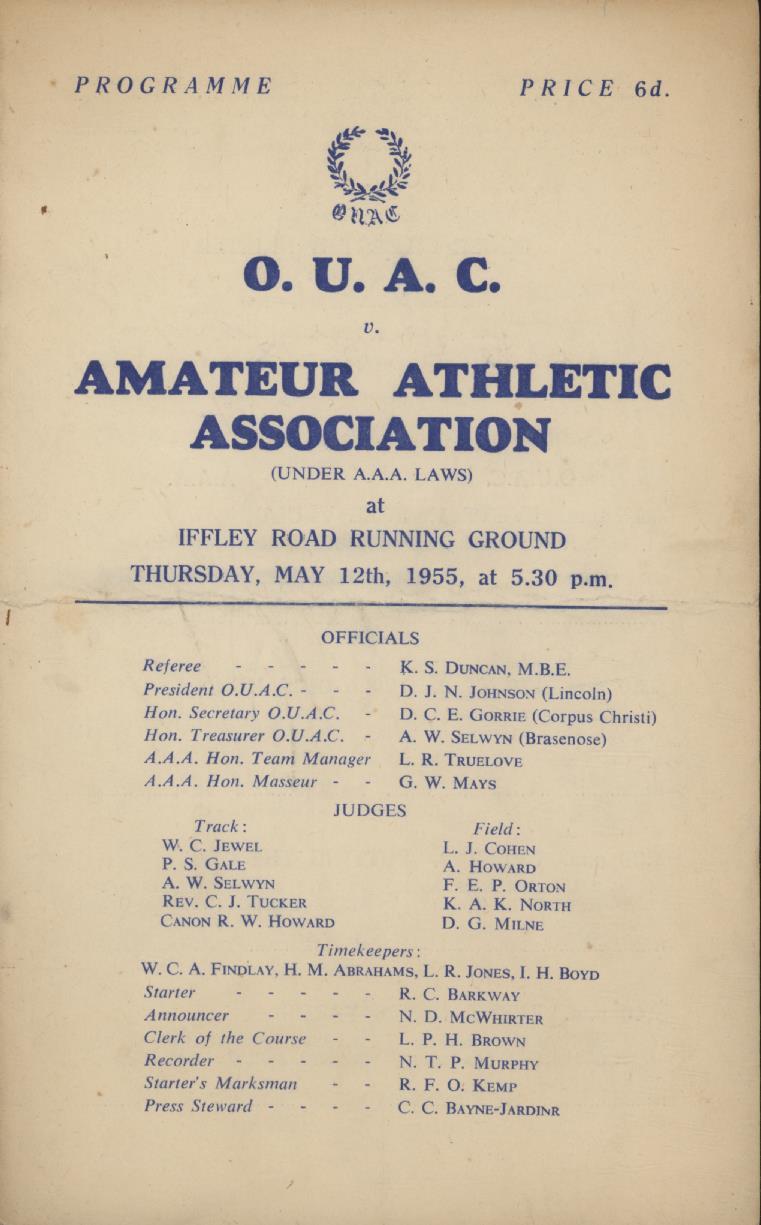 PROGRAMME PRICE 6d.
OUAC
O. U. A. C.
v.
AMATEUR ATHLETIC
ASSOCIATION
(UNDER A.A.A. LAWS)
at
IFFLEY ROAD RUNNING GROUND
THURSDAY, MAY 12th, 1955, at 5.30 p.m.
OFFICIALS
Referee - - - - - K. S. DUNCAN, M.B.E.
President O.U.A.C. - - - D. J. N. JOHNSON (Lincoln)
Hon. Secretary O.U.A.C. - D. C. E. GORRIE (Corpus Christi)
Hon. Treasurer O.U.A.C. - A. W. SELWYN (Brasenose)
A.A.A. Hon. Team Manager L. R. TRUELOVE
A.A.A. Hon. Masseur - - G. W. MAYS
JUDGES
Track:
W. C. JEWEL
P. S. GALE
A. W. SELWYN
REV. C. J. TUCKER
CANON R. W. HOWARD
Field:
L. J. COHEN
A. HOWARD
F. E. P. ORTON
K. A. K. NORTH
D. G. MILNE
Timekeepers:
W. C. A. FINDLAY, H. M. ABRAHAMS, L. R. JONES, I. H. BOYD
Starter - - - - - R. C. BARKWAY
Announcer - - - - N. D. MCWHIRTER
Clerk of the Course - - L. P. H. BROWN
Recorder - - - - - N. T. P. MURPHY
Starter's Marksman - - R. F. O. KEMP
Press Steward - - - - C. C. BAYNE-JARDINR